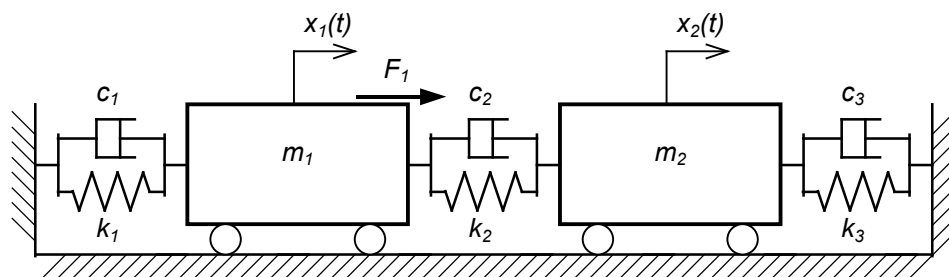 x₁(t) x₂(t)
F₁
c₁ c₂ c₃
m₁ m₂
k₁ k₂ k₃